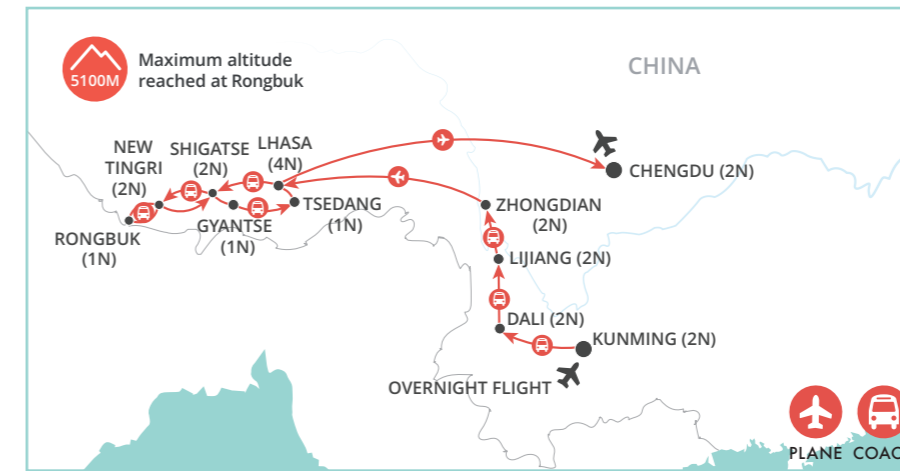 5100M
Maximum altitude
reached at Rongbuk
CHINA
NEW
TINGRI
(2N)
SHIGATSE
(2N)
LHASA
(4N)
CHENGDU (2N)
TSEDANG
(1N)
ZHONGDIAN
(2N)
GYANTSE
(1N)
RONGBUK
(1N)
LIJIANG (2N)
DALI (2N)
KUNMING (2N)
OVERNIGHT FLIGHT
PLANE
COAC